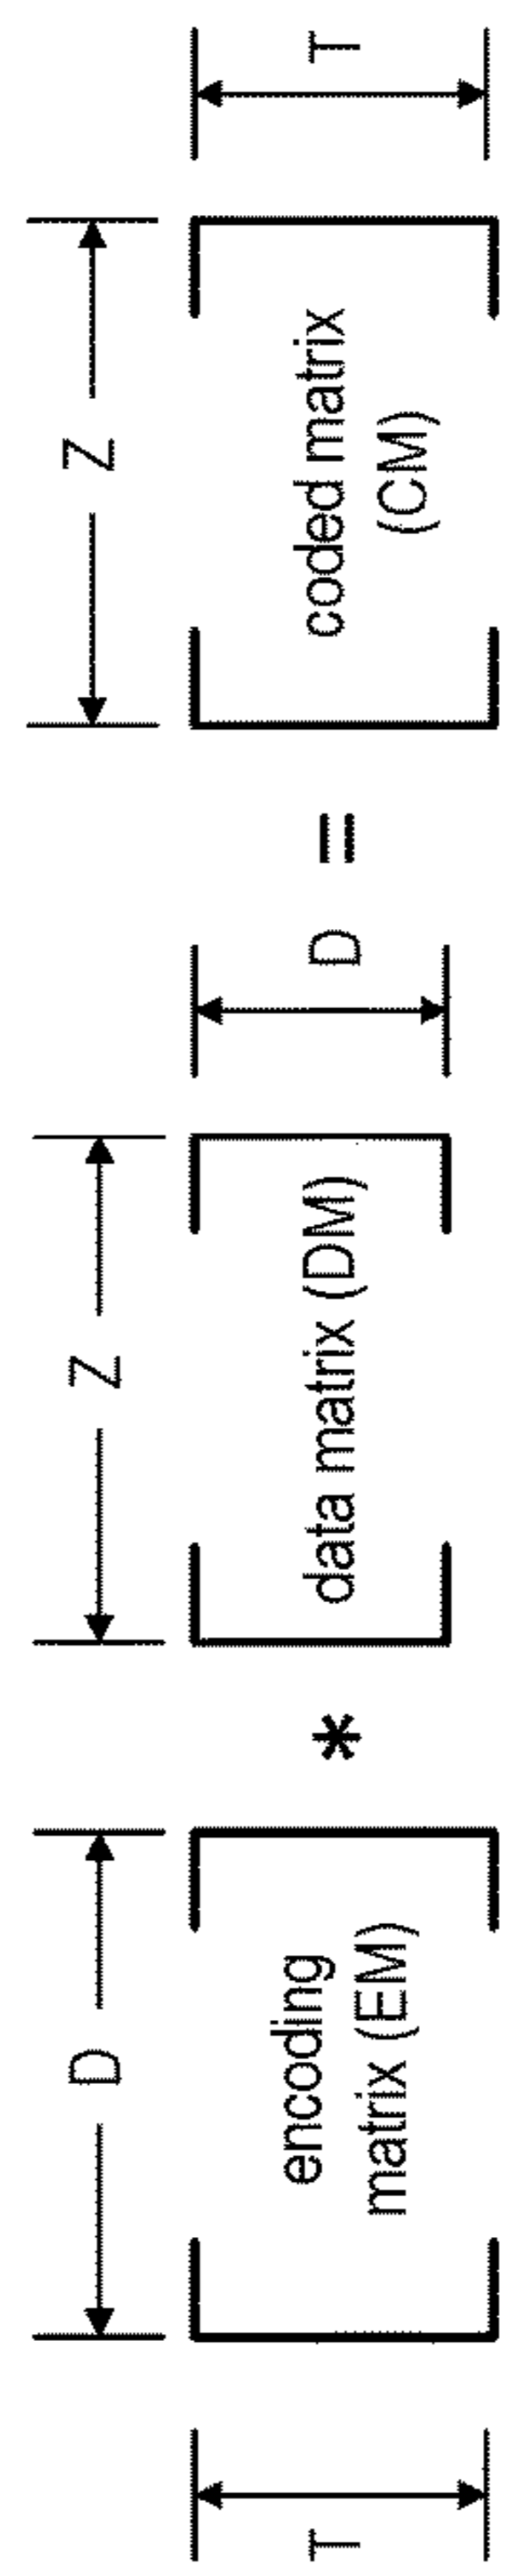 T
D
encoding
matrix (EM)
*
Z
data matrix (DM)
D
=
Z
coded matrix
(CM)
T